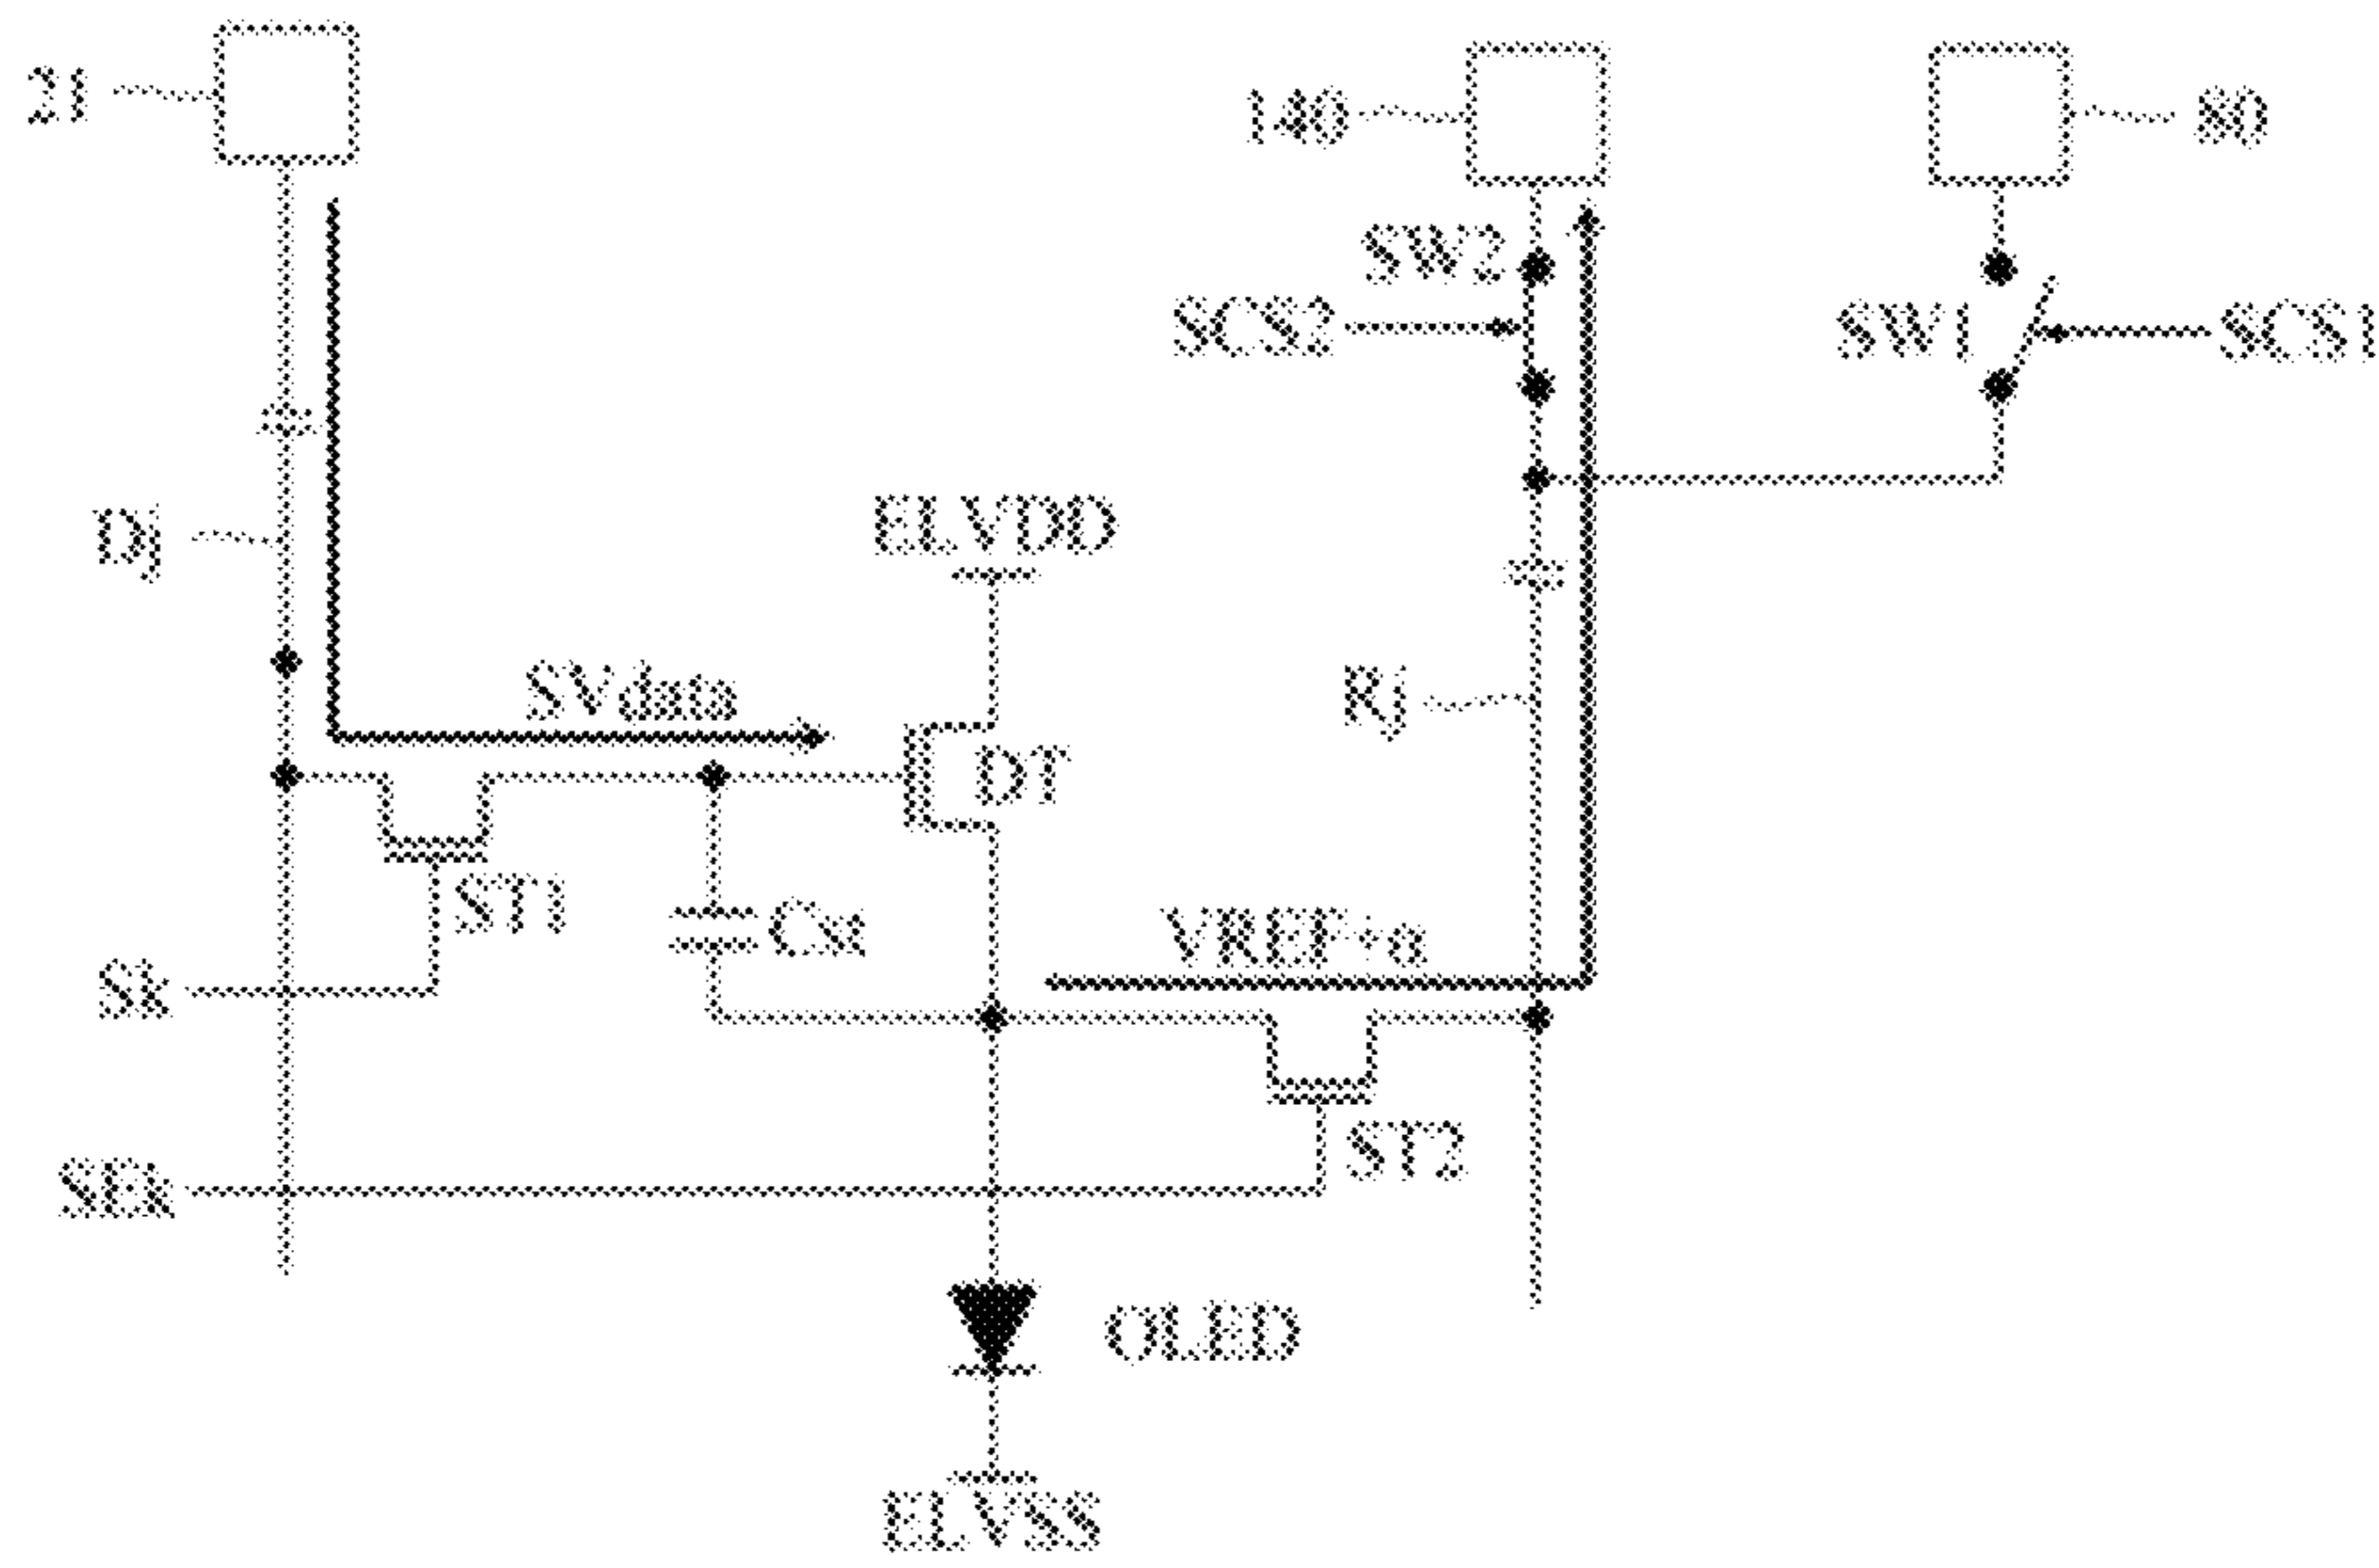 21
140
80
SW2
SCS2
SW1
SCS1
Dj
ELVDD
SVdata
Rj
DT
ST1
Cst
VREF+α
Sk
ST2
SEk
OLED
ELVSS